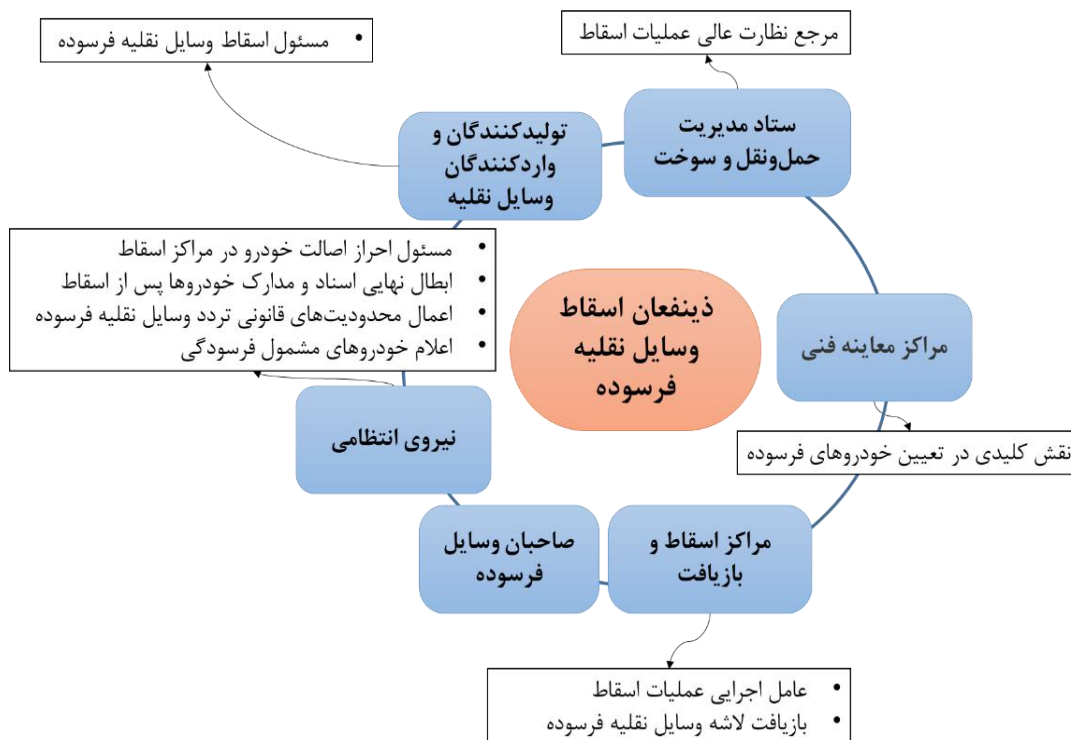 مرجع نظارت عالی عملیات اسقاط
• مسئول اسقاط وسایل نقلیه فرسوده
ستاد مدیریت
حمل‌ونقل و سوخت
تولیدکنندگان و
واردکنندگان
وسایل نقلیه
• مسئول احراز اصالت خودرو در مراکز اسقاط
• ابطال نهایی اسناد و مدارک خودروها پس از اسقاط
• اعمال محدودیت‌های قانونی تردد وسایل نقلیه فرسوده
• اعلام خودروهای مشمول فرسودگی
ذینفعان اسقاط
وسایل نقلیه
فرسوده
مراکز معاینه فنی
نیروی انتظامی
نقش کلیدی در تعیین خودروهای فرسوده
مراکز اسقاط و
بازیافت
صاحبان وسایل
فرسوده
• عامل اجرایی عملیات اسقاط
• بازیافت لاشه وسایل نقلیه فرسوده